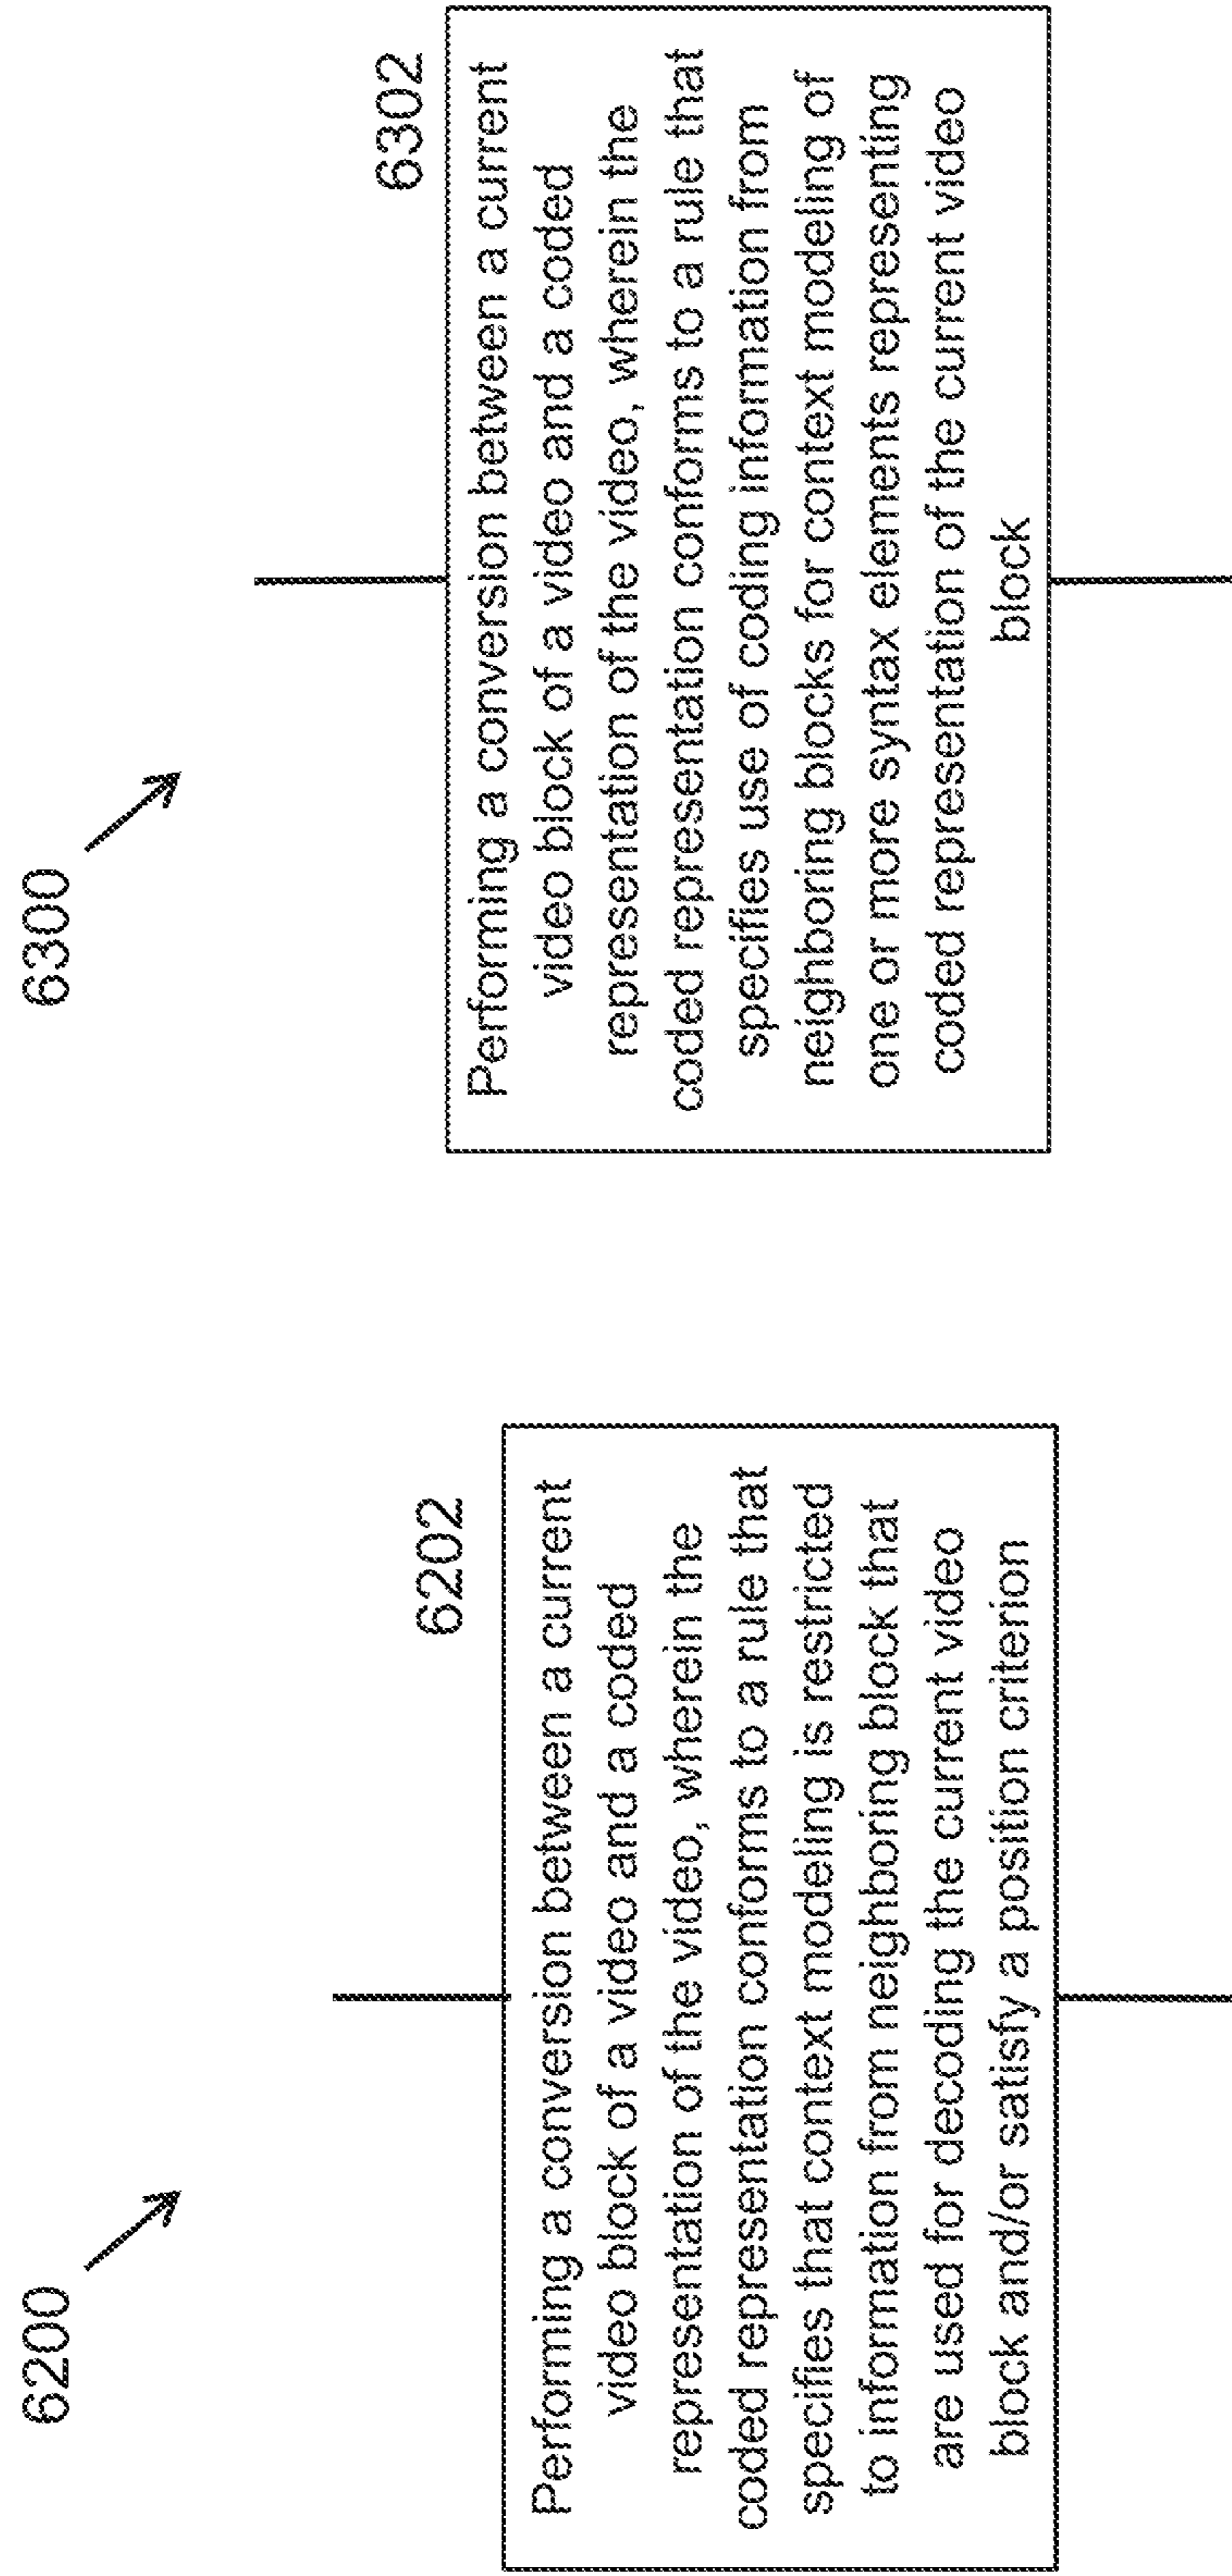 6200
6202
Performing a conversion between a current
video block of a video and a coded
representation of the video, wherein the
coded representation conforms to a rule that
specifies that context modeling is restricted
to information from neighboring block that
are used for decoding the current video
block and/or satisfy a position criterion
6300
6302
Performing a conversion between a current
video block of a video and a coded
representation of the video, wherein the
coded representation conforms to a rule that
specifies use of coding information from
neighboring blocks for context modeling of
one or more syntax elements representing
coded representation of the current video
block